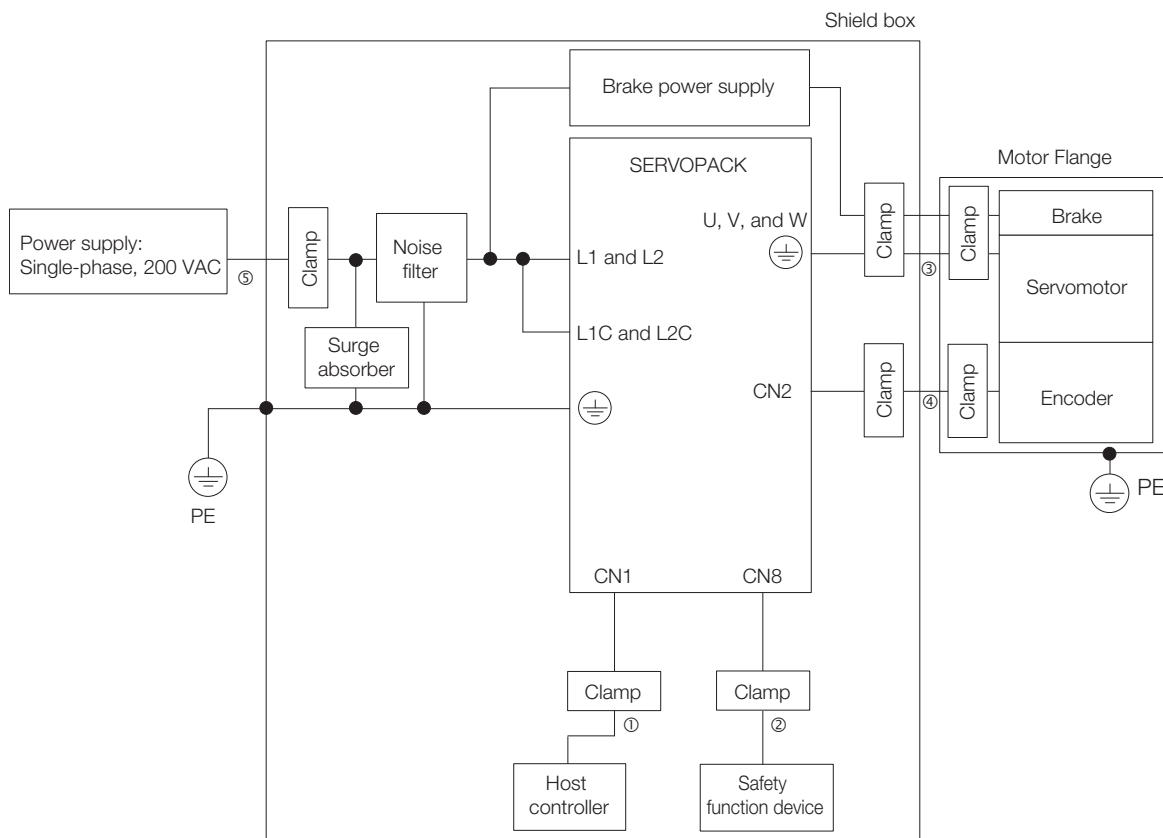 Shield box
Brake power supply
SERVOPACK
Motor Flange
Power supply:
Single-phase, 200 VAC
⑤
Clamp
Noise
filter
L1 and L2
U, V, and W
Clamp
③
Clamp
Brake
Servomotor
Surge
absorber
L1C and L2C
CN2
Clamp
④
Clamp
Encoder
PE
PE
CN1
CN8
Clamp
①
Clamp
②
Host
controller
Safety
function device